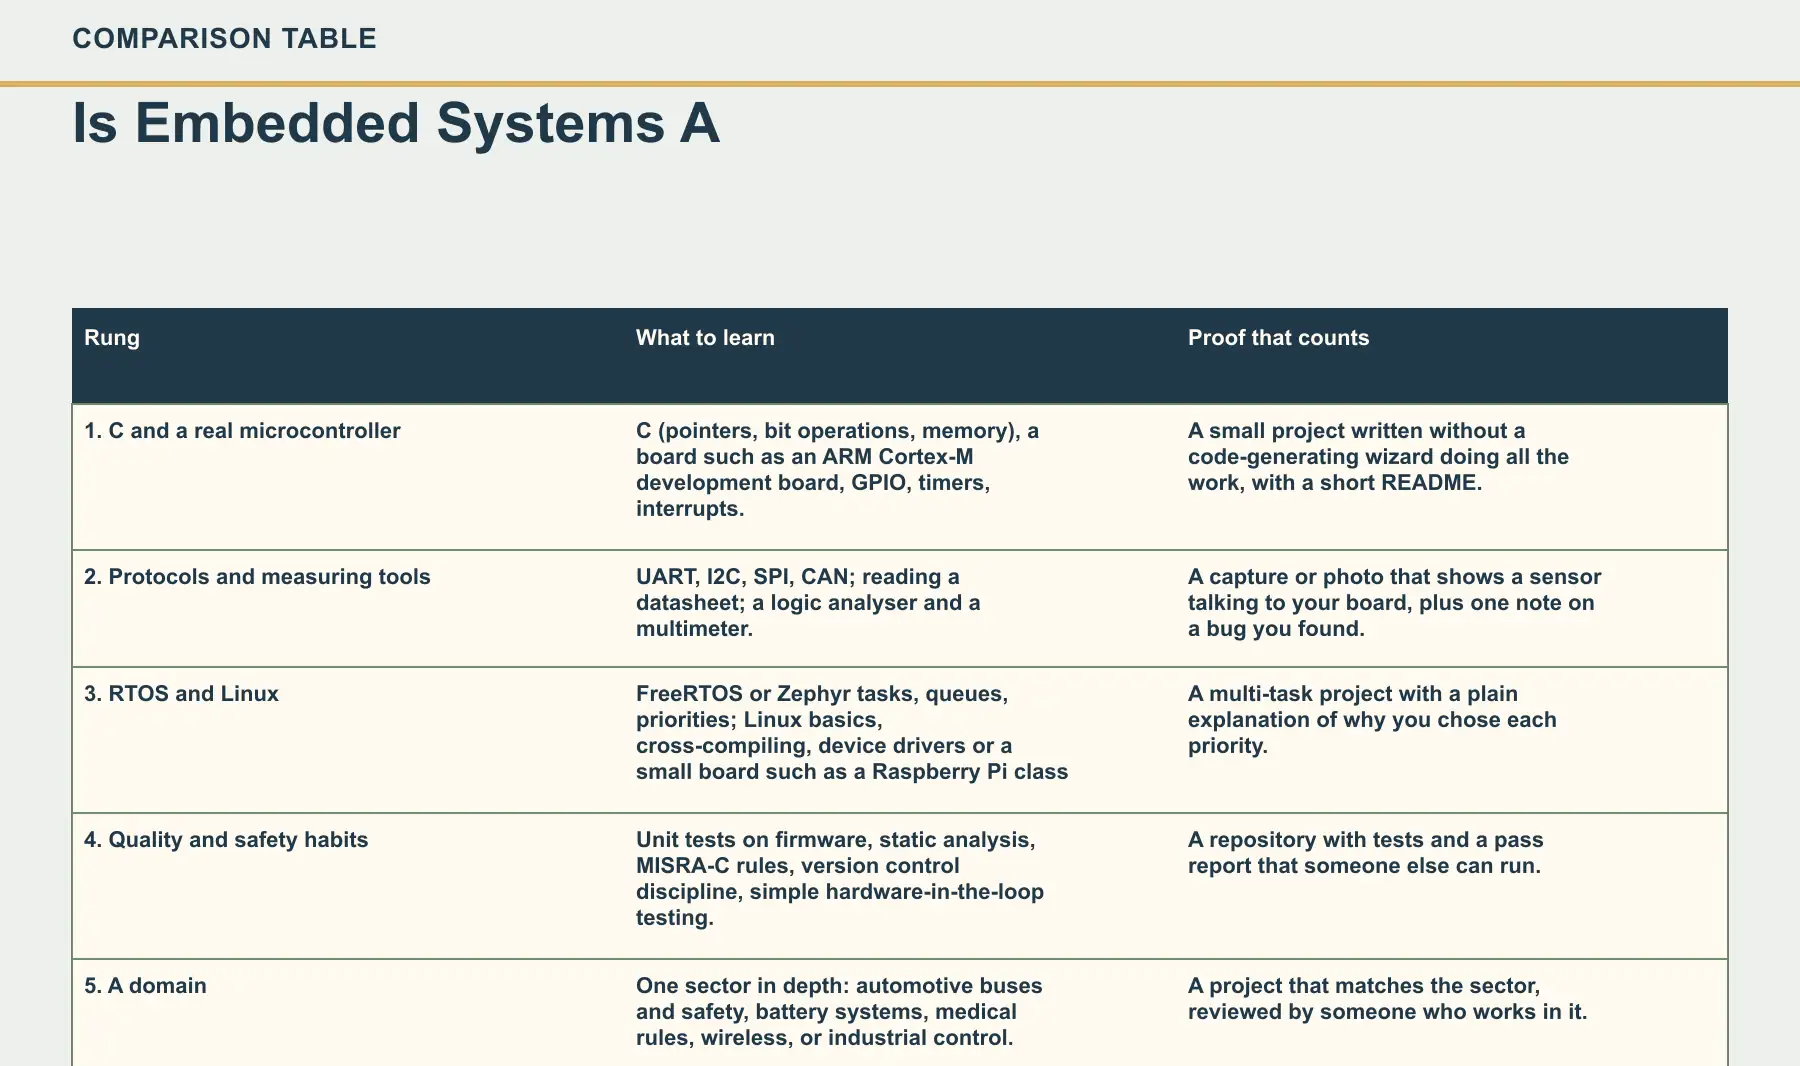 COMPARISON TABLE
Is Embedded Systems A
Rung
What to learn
Proof that counts
1. C and a real microcontroller
C (pointers, bit operations, memory), a
board such as an ARM Cortex-M
development board, GPIO, timers,
interrupts.
A small project written without a
code-generating wizard doing all the
work, with a short README.
2. Protocols and measuring tools
UART, I2C, SPI, CAN; reading a
datasheet; a logic analyser and a
multimeter.
A capture or photo that shows a sensor
talking to your board, plus one note on
a bug you found.
3. RTOS and Linux
FreeRTOS or Zephyr tasks, queues,
priorities; Linux basics,
cross-compiling, device drivers or a
small board such as a Raspberry Pi class
A multi-task project with a plain
explanation of why you chose each
priority.
4. Quality and safety habits
Unit tests on firmware, static analysis,
MISRA-C rules, version control
discipline, simple hardware-in-the-loop
testing.
A repository with tests and a pass
report that someone else can run.
5. A domain
One sector in depth: automotive buses
and safety, battery systems, medical
rules, wireless, or industrial control.
A project that matches the sector,
reviewed by someone who works in it.